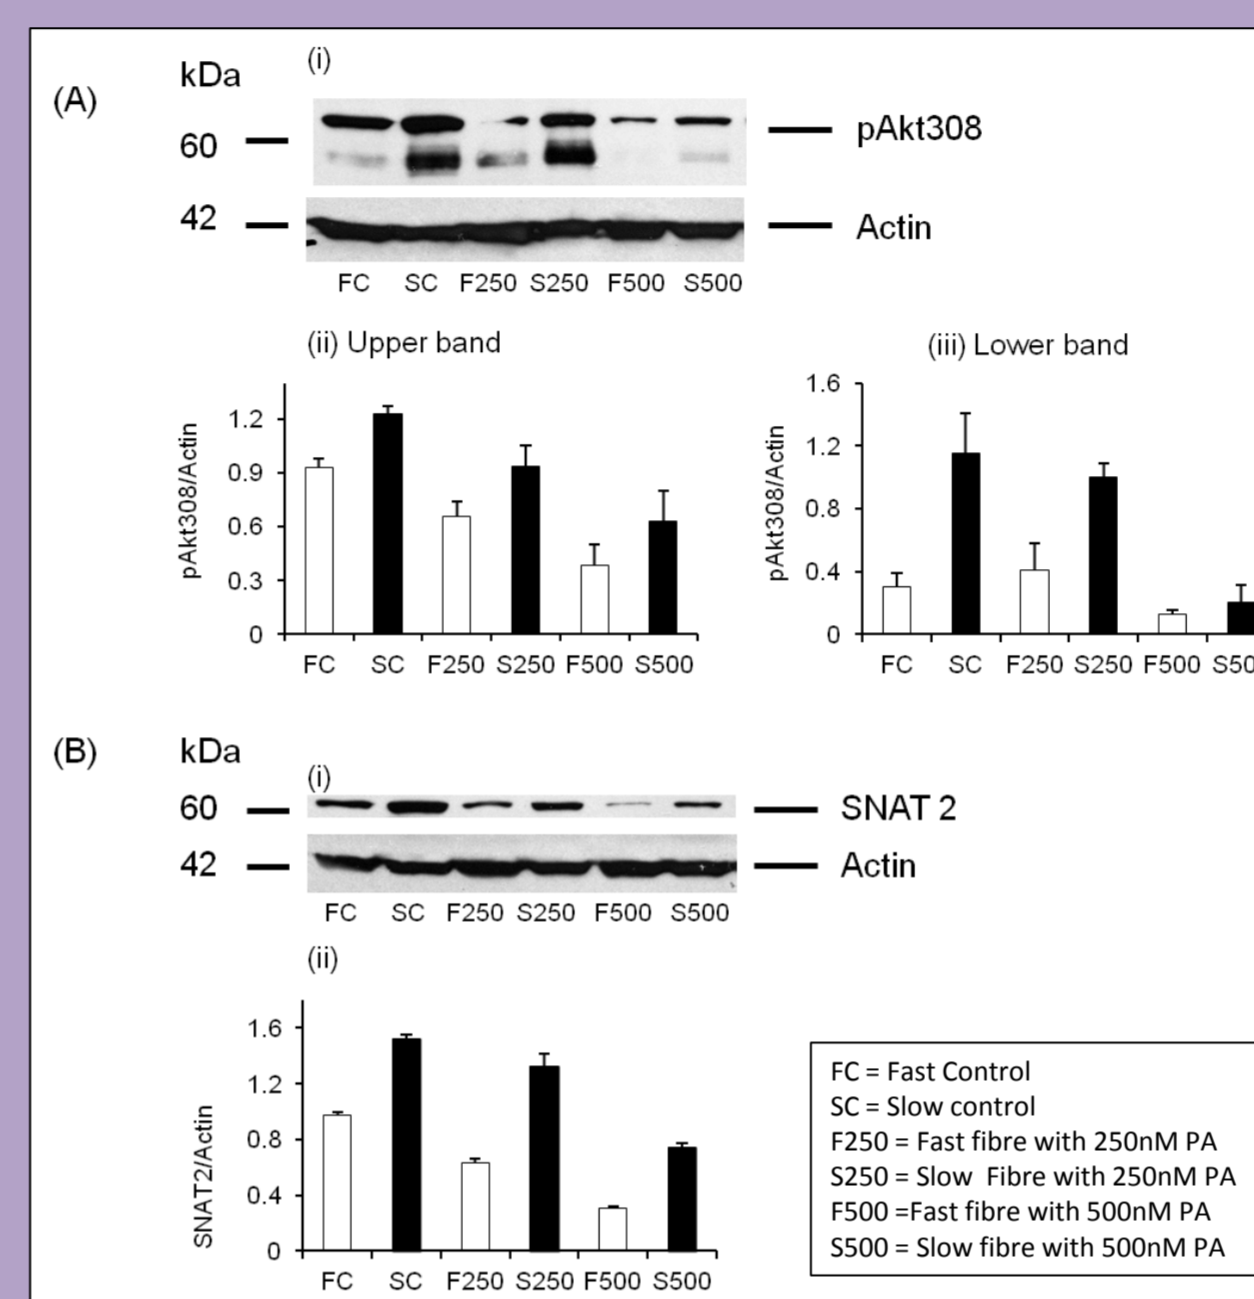 (A)
kDa
(i)
60
pAkt308
42
Actin
FC SC F250 S250 F500 S500
(ii) Upper band
pAkt308/Actin
1.2
0.9
0.6
0.3
0
FC SC F250 S250 F500 S500
(iii) Lower band
pAkt308/Actin
1.6
1.2
0.8
0.4
0
FC SC F250 S250 F500 S50
(B)
kDa
(i)
60
SNAT 2
42
Actin
FC SC F250 S250 F500 S500
(ii)
SNAT2/Actin
1.6
1.2
0.8
0.4
0
FC SC F250 S250 F500 S500
FC = Fast Control
SC = Slow control
F250 = Fast fibre with 250nM PA
S250 = Slow Fibre with 250nM PA
F500 =Fast fibre with 500nM PA
S500 = Slow fibre with 500nM PA